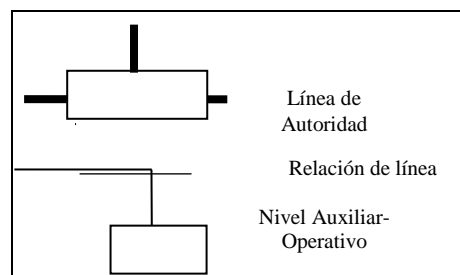 Línea de
Autoridad
Relación de línea
Nivel Auxiliar-
Operativo